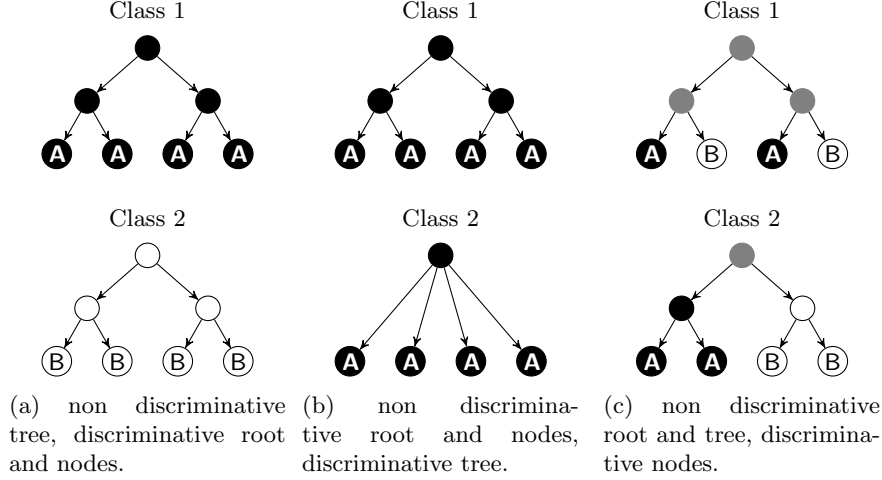 Class 1
Class 1
Class 1
A A A A
A A A A
A B A B
Class 2
Class 2
Class 2
B B B B
A A A A
A A B B
(a) non discriminative
tree, discriminative root
and nodes.
(b) non discrimina-
tive root and nodes,
discriminative tree.
(c) non discriminative
root and tree, discrimina-
tive nodes.